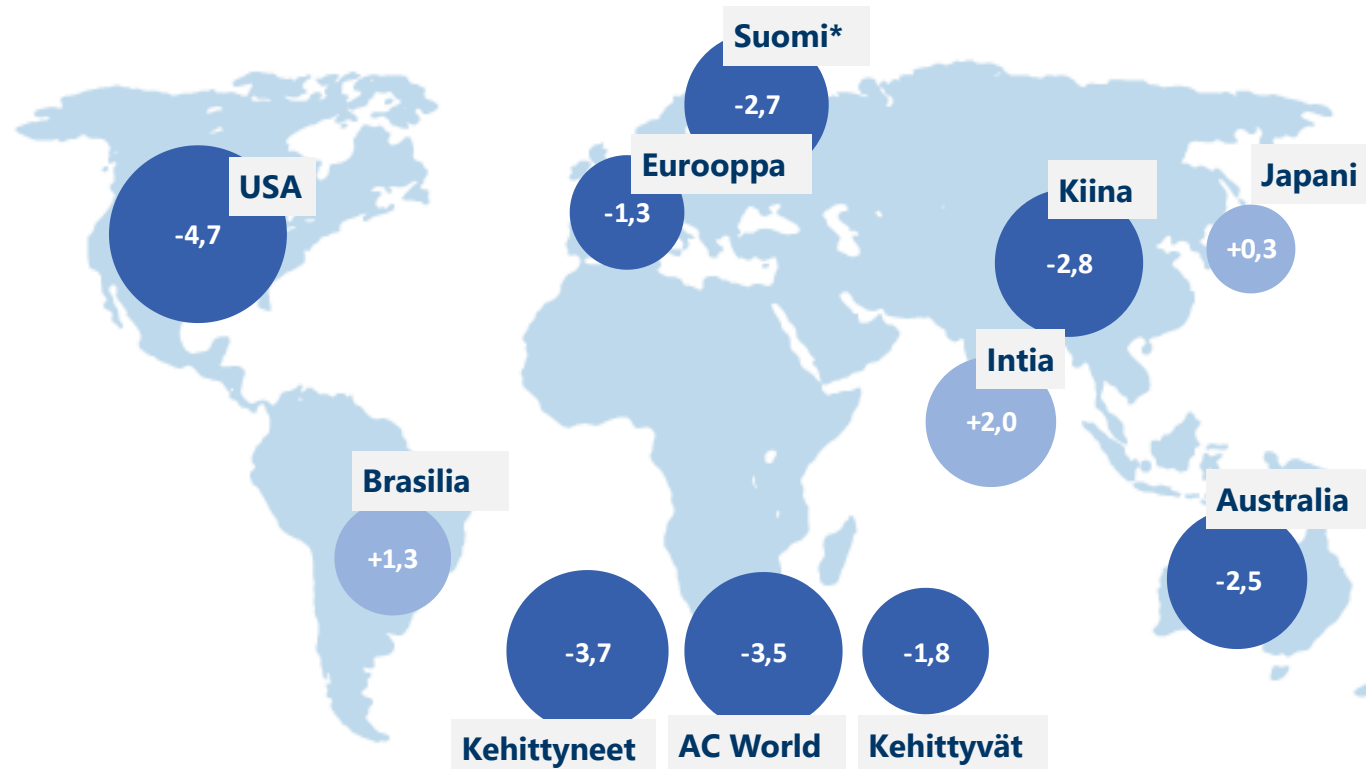 Suomi*
-2,7
Eurooppa
-1,3
USA
-4,7
Kiina
-2,8
Japani
+0,3
Intia
+2,0
Brasilia
+1,3
Australia
-2,5
-3,7
Kehittyneet
-3,5
AC World
-1,8
Kehittyvät